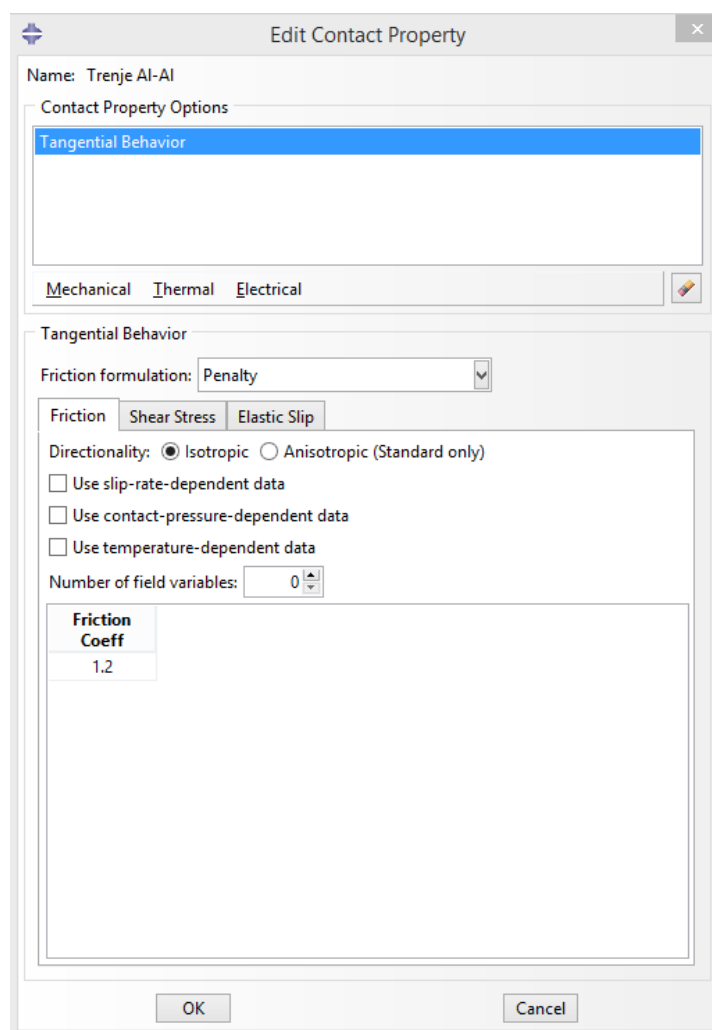 Edit Contact Property
Name: Trenje Al-Al
Contact Property Options
Tangential Behavior
Mechanical Thermal Electrical
Tangential Behavior
Friction formulation: Penalty
Friction Shear Stress Elastic Slip
Directionality: Isotropic Anisotropic (Standard only)
Use slip-rate-dependent data
Use contact-pressure-dependent data
Use temperature-dependent data
Number of field variables: 0
Friction
Coeff
1.2
OK Cancel